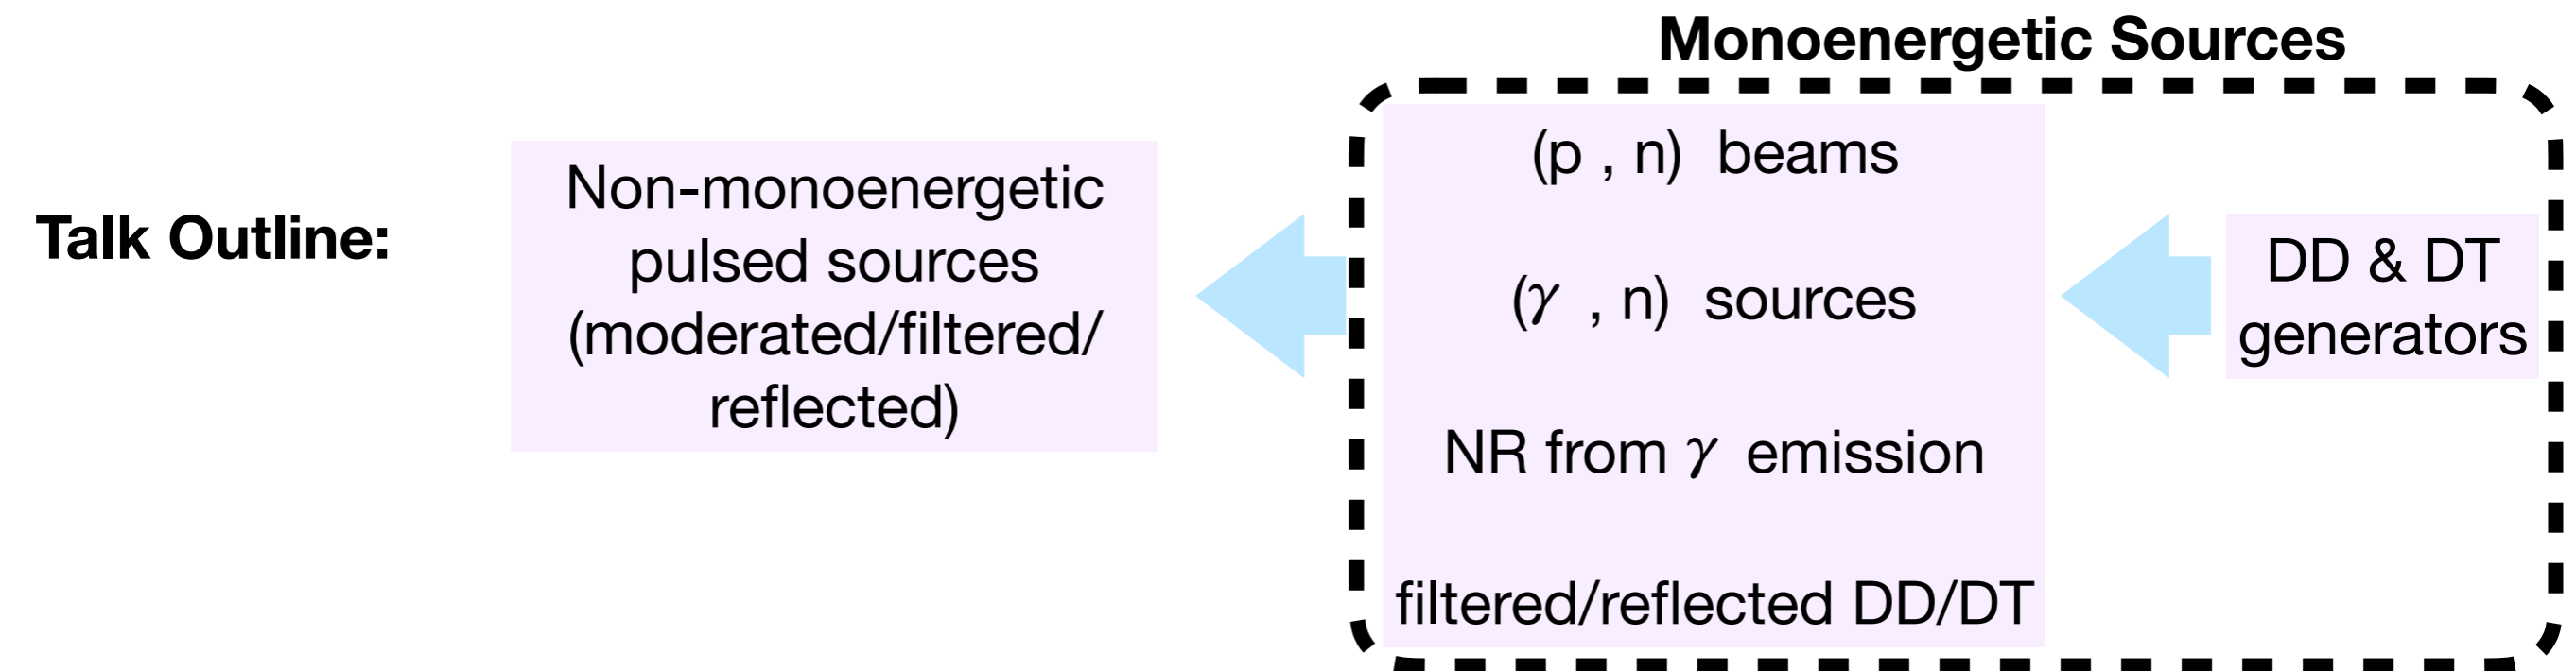 Monoenergetic Sources
Talk Outline:
Non-monoenergetic
pulsed sources
(moderated/filtered/
reflected)
(p , n) beams
(γ , n) sources
NR from γ emission
filtered/reflected DD/DT
DD & DT
generators